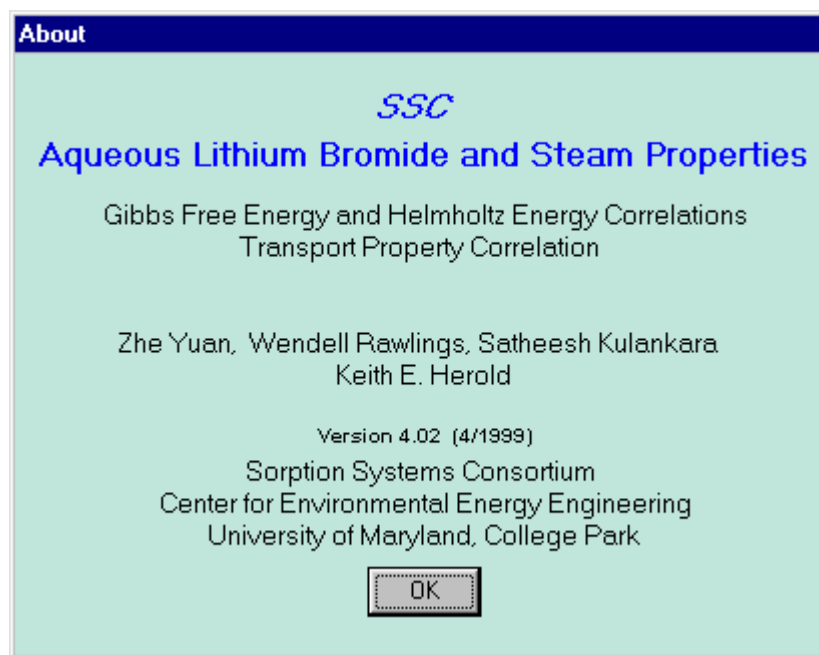 About
SSC
Aqueous Lithium Bromide and Steam Properties
Gibbs Free Energy and Helmholtz Energy Correlations
Transport Property Correlation
Zhe Yuan, Wendell Rawlings, Satheesh Kulankara
Keith E. Herold
Version 4.02 (4/1999)
Sorption Systems Consortium
Center for Environmental Energy Engineering
University of Maryland, College Park
OK